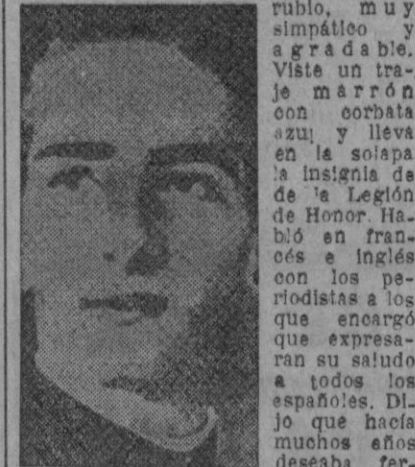 rubio, muy
simpático y
agradable.
Viste un tra-
je marrón
con corbata
azul y lleva
en la solapa
la insignia de
de la Legión
de Honor. Ha-
bló en fran-
cés e inglés
con los pe-
riodistas a los
que encargó
que expresa-
ran su saludo
a todos los
españoles. Di-
jo que hacía
muchos años
deseaba fer-